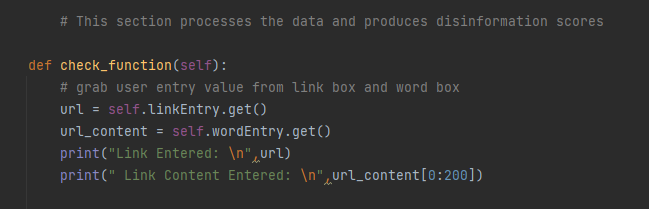 # This section processes the data and produces disinformation scores
def check_function(self):
# grab user entry value from link box and word box
url = self.linkEntry.get()
url_content = self.wordEntry.get()
print("Link Entered: \n",url)
print(" Link Content Entered: \n",url_content[0:200])